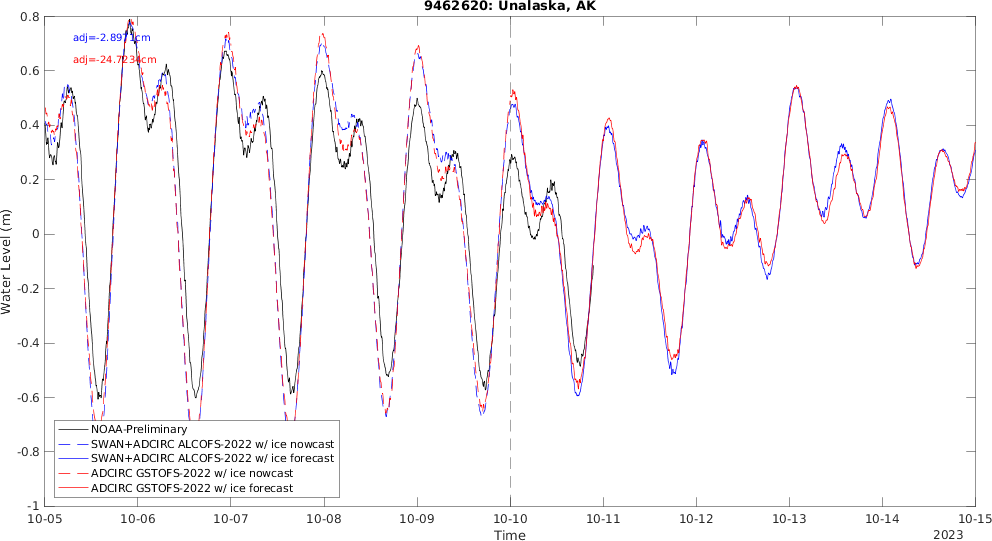 9462620: Unalaska, AK
adj=-2.8971cm
adj=-24.7234cm
0.8
0.6
0.4
0.2
0
-0.2
-0.4
-0.6
-0.8
-1
Water Level (m)
NOAA-Preliminary
SWAN+ADCIRC ALCOFS-2022 w/ ice nowcast
SWAN+ADCIRC ALCOFS-2022 w/ ice forecast
ADCIRC GSTOFS-2022 w/ ice nowcast
ADCIRC GSTOFS-2022 w/ ice forecast
10-05 10-06 10-07 10-08 10-09 10-10 10-11 10-12 10-13 10-14 10-15
Time
2023